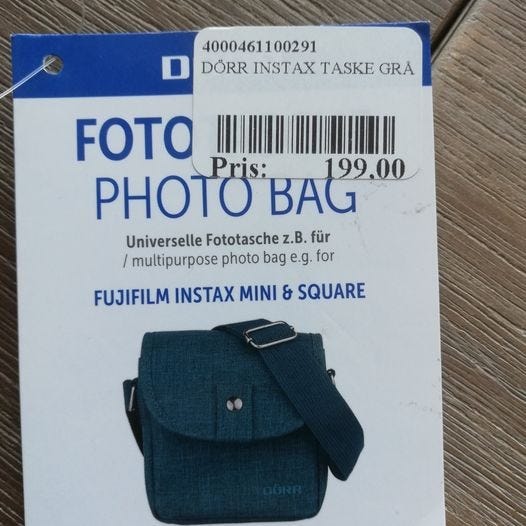 4000461100291
DÖRR INSTAX TASKE GRÅ
Pris: 199,00
FOTO
PHOTO BAG
Universelle Fototasche z.B. für
/ multipurpose photo bag e.g. for
FUJIFILM INSTAX MINI & SQUARE
DÖRR